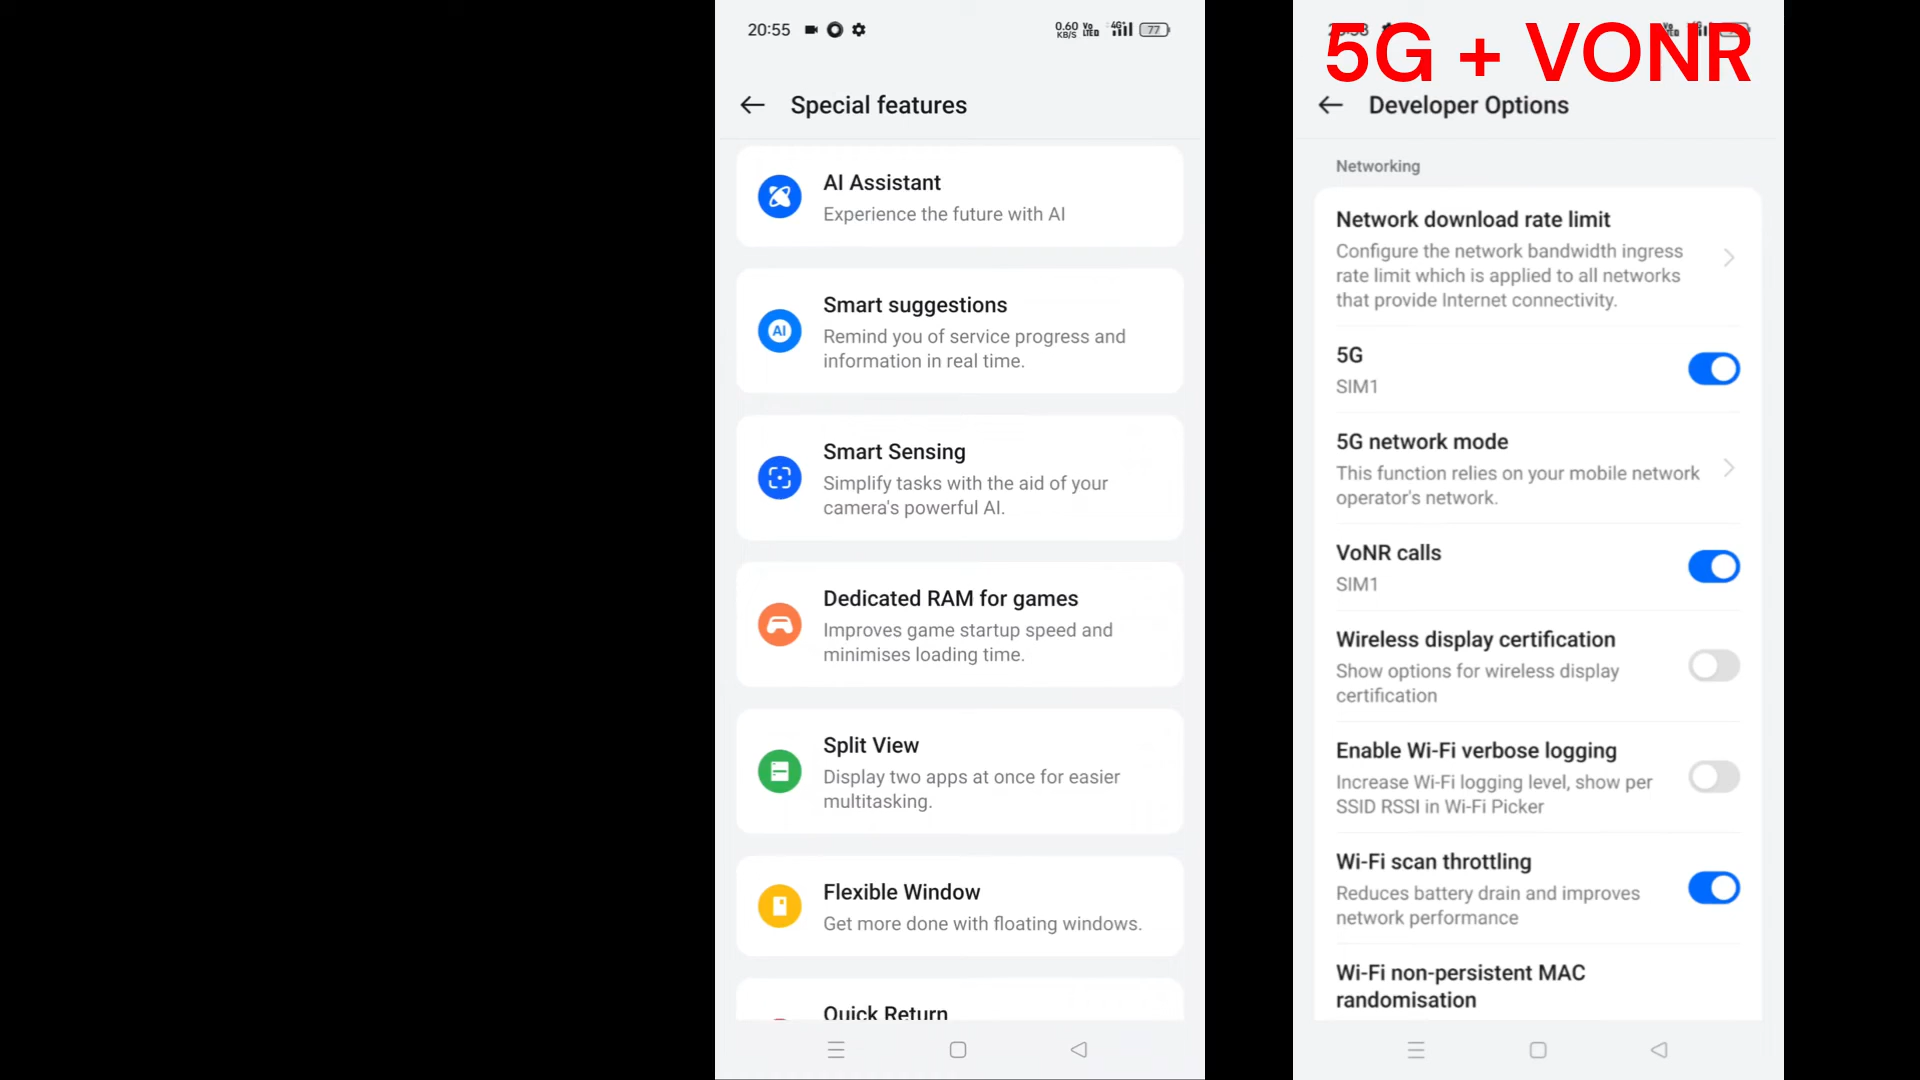 20:55
0.60 KB/S
Vo LTE
4G+
77
Special features
AI Assistant
Experience the future with AI
Smart suggestions
AI
Remind you of service progress and
information in real time.
Smart Sensing
Simplify tasks with the aid of your
camera's powerful AI.
Dedicated RAM for games
Improves game startup speed and
minimises loading time.
Split View
Display two apps at once for easier
multitasking.
Flexible Window
Get more done with floating windows.
Quick Return
5G + VONR
Developer Options
Networking
Network download rate limit
Configure the network bandwidth ingress
rate limit which is applied to all networks
that provide Internet connectivity.
5G
SIM1
5G network mode
This function relies on your mobile network
operator's network.
VoNR calls
SIM1
Wireless display certification
Show options for wireless display
certification
Enable Wi-Fi verbose logging
Increase Wi-Fi logging level, show per
SSID RSSI in Wi-Fi Picker
Wi-Fi scan throttling
Reduces battery drain and improves
network performance
Wi-Fi non-persistent MAC
randomisation